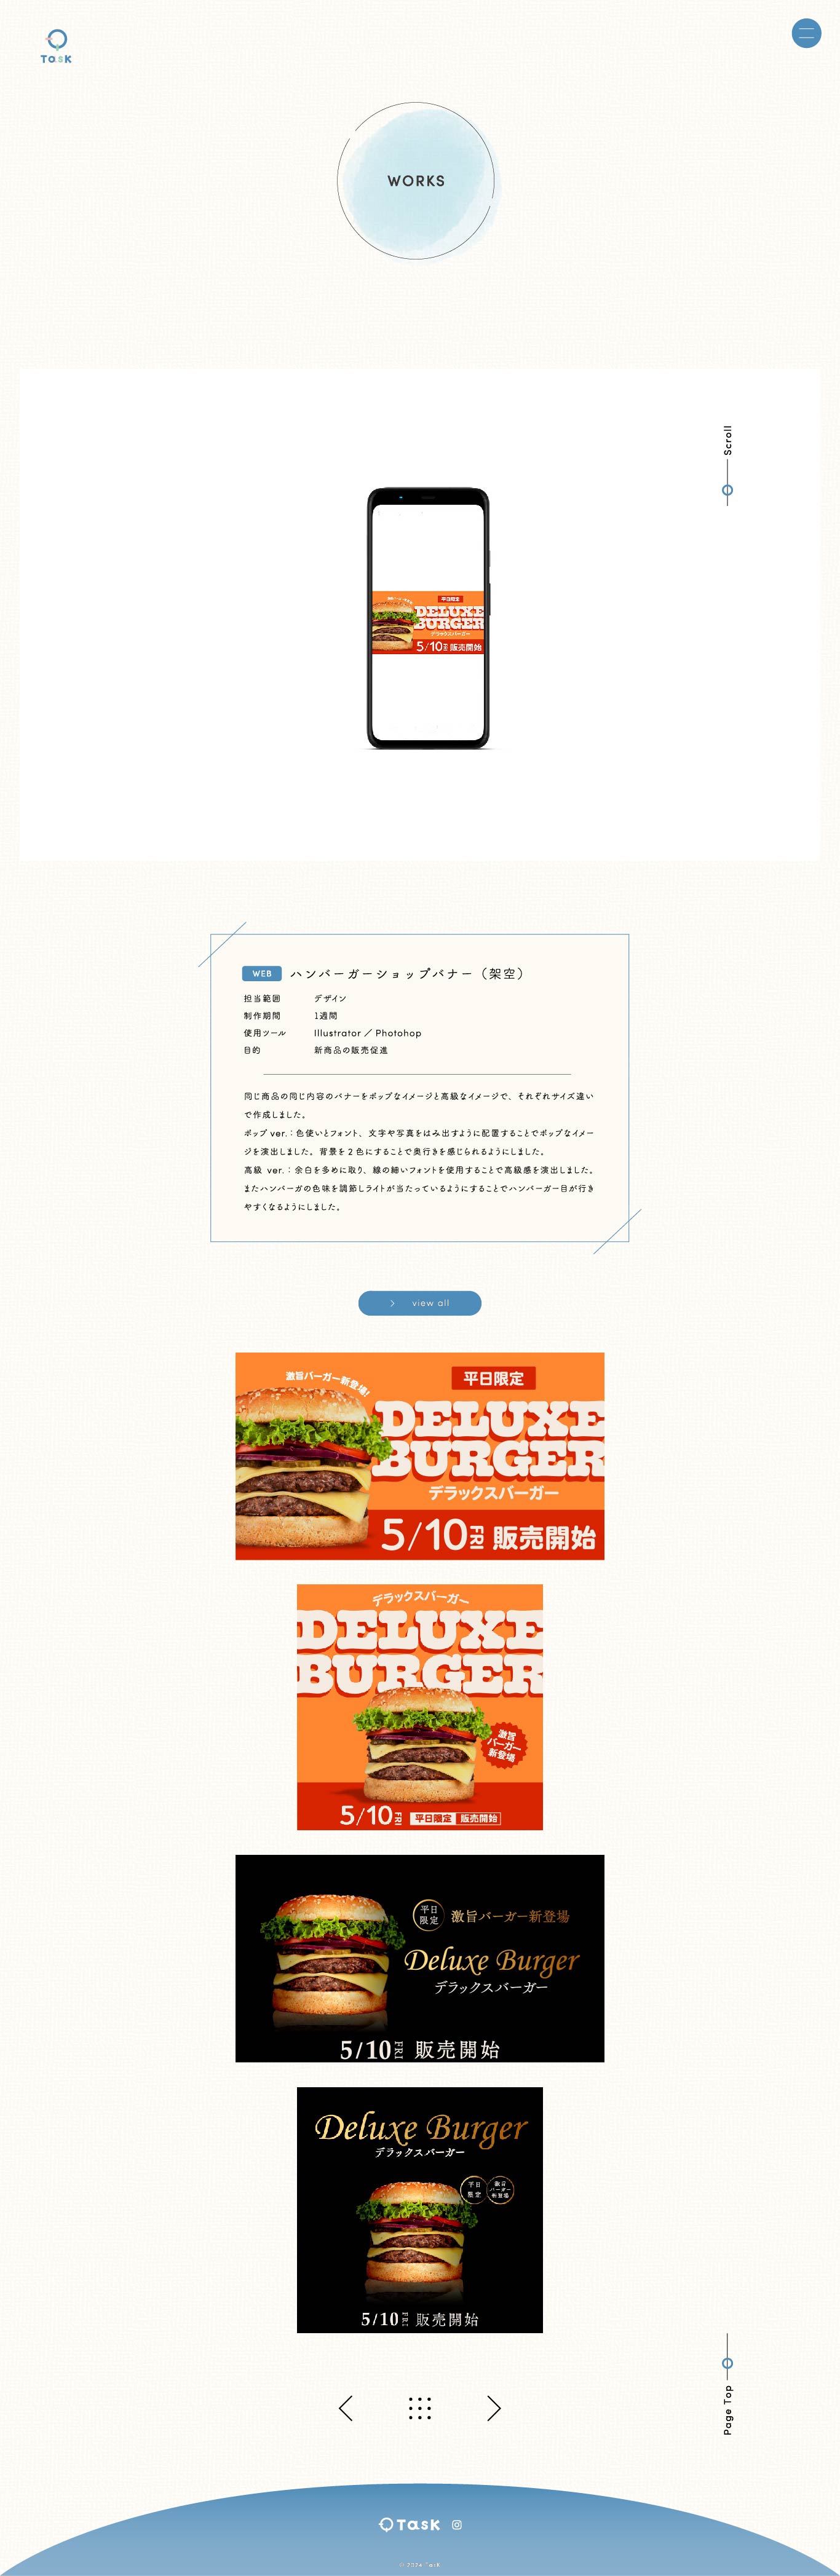 TasK
WORKS
Scroll
激旨バーガー新登場!
平日限定
DELUXE
BURGER
デラックスバーガー
5/10 FRI 販売開始
WEB ハンバーガーショップバナー（架空）
担当範囲 デザイン
制作期間 1週間
使用ツール Illustrator ／ Photohop
目的 新商品の販売促進
同じ商品の同じ内容のバナーをポップなイメージと高級なイメージで、それぞれサイズ違い
で作成しました。
ポップ ver.：色使いとフォント、文字や写真をはみ出すように配置することでポップなイメー
ジを演出しました。背景を２色にすることで奥行きを感じられるようにしました。
高級 ver.：余白を多めに取り、線の細いフォントを使用することで高級感を演出しました。
またハンバーガの色味を調節しライトが当たっているようにすることでハンバーガー目が行き
やすくなるようにしました。
view all
激旨バーガー新登場!
平日限定
DELUXE
BURGER
デラックスバーガー
5/10 FRI 販売開始
デラックスバーガー
DELUXE
BURGER
激旨
バーガー
新登場
5/10 FRI 平日限定 販売開始
平日
限定
激旨バーガー新登場
Deluxe Burger
デラックスバーガー
5/10 FRI 販売開始
Deluxe Burger
デラックスバーガー
平日
限定
激旨
バーガー
新登場
5/10 FRI 販売開始
Page Top
TasK
© 2024 TasK